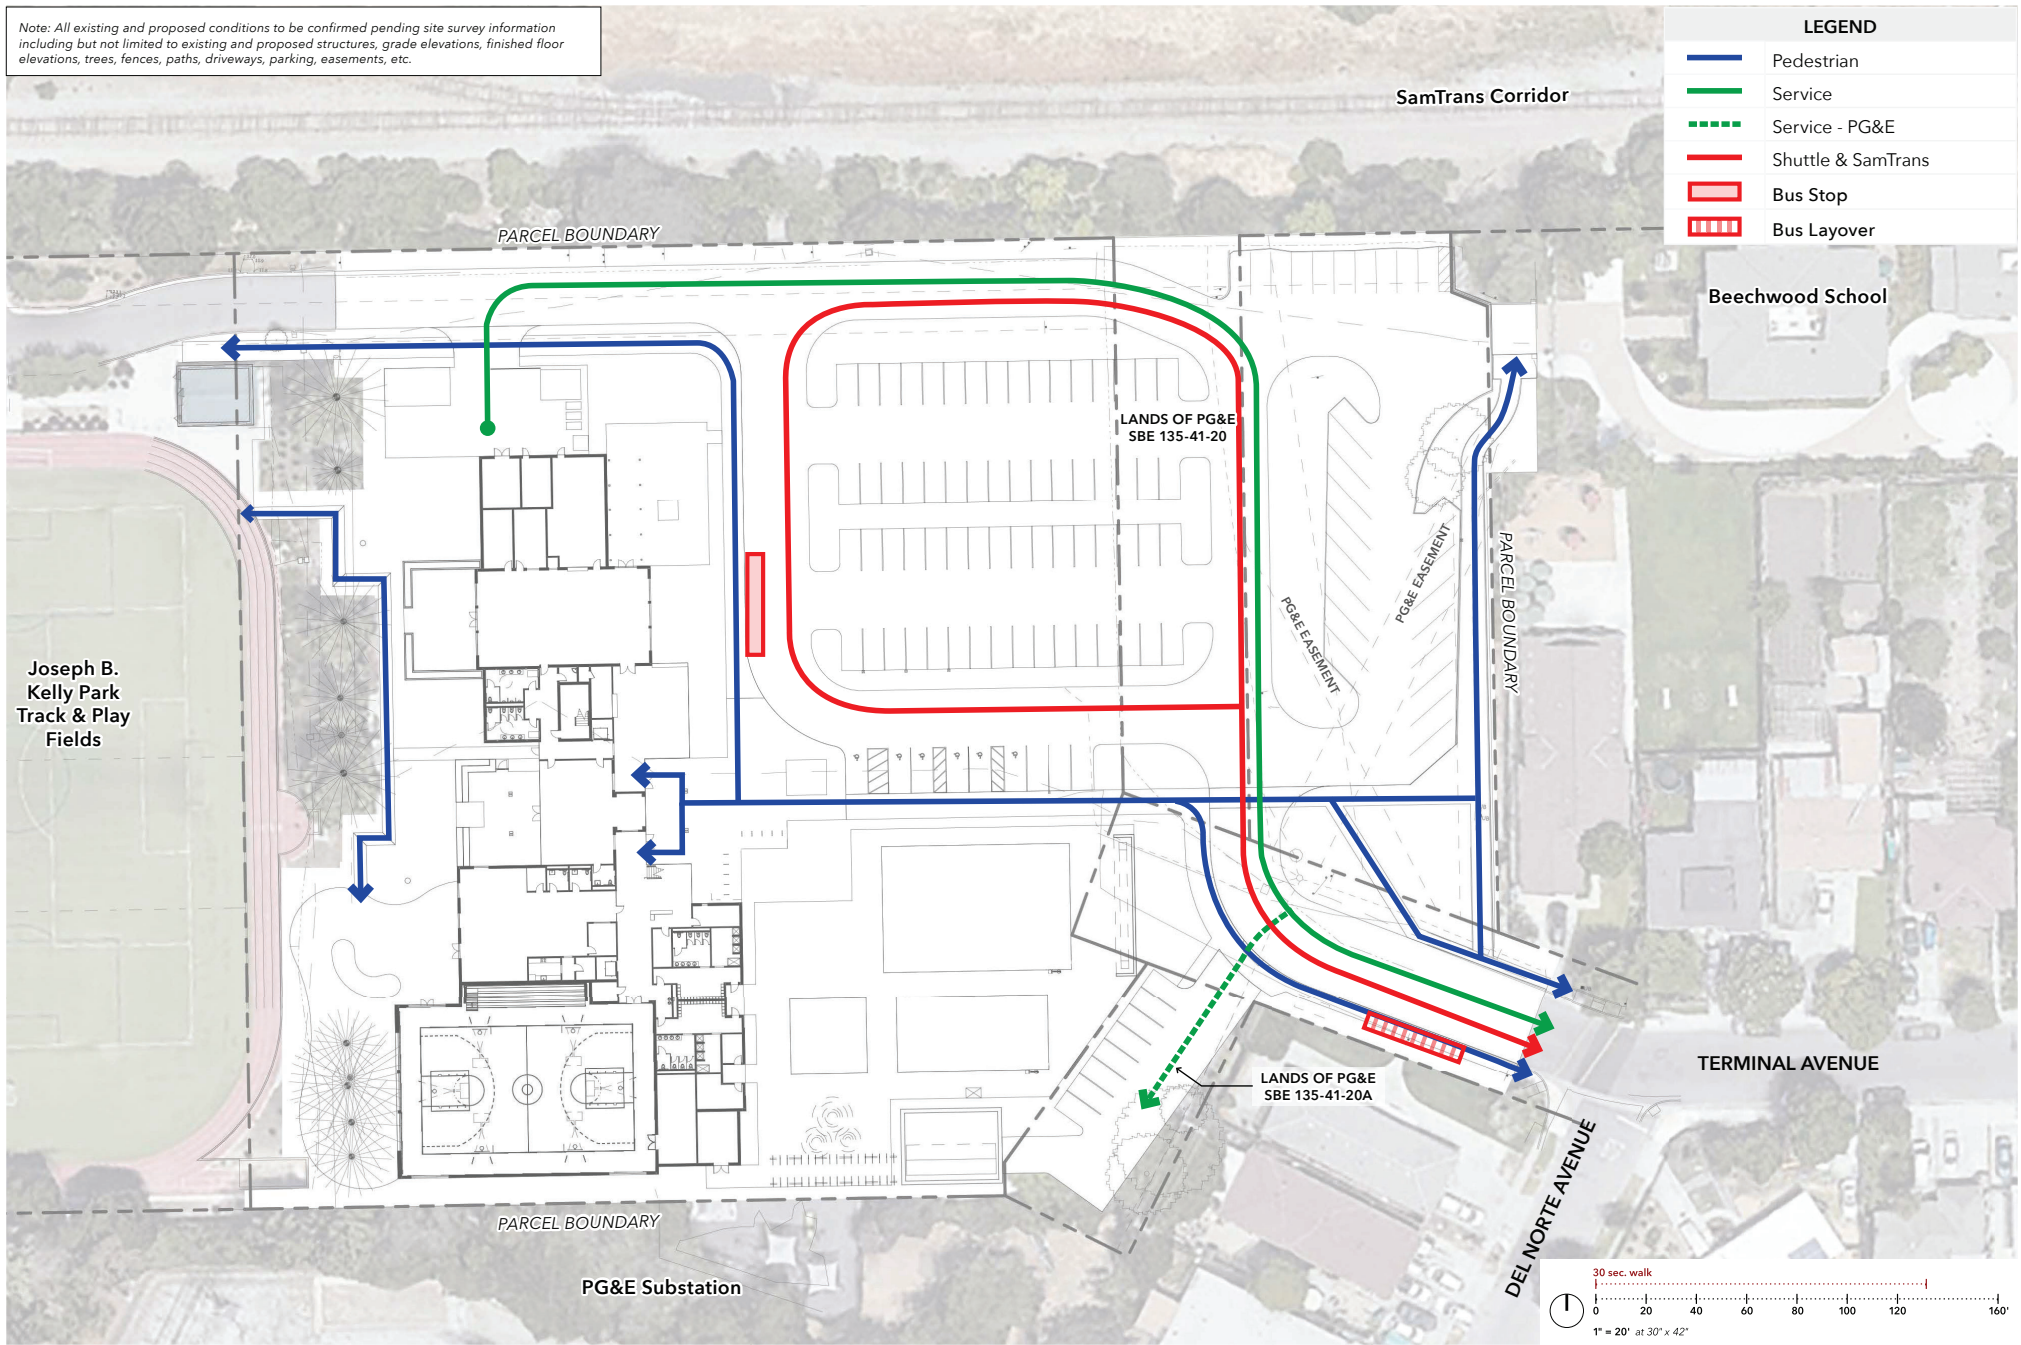 Note: All existing and proposed conditions to be confirmed pending site survey information
including but not limited to existing and proposed structures, grade elevations, finished floor
elevations, trees, fences, paths, driveways, parking, easements, etc.
LEGEND
Pedestrian
Service
Service - PG&E
Shuttle & SamTrans
Bus Stop
Bus Layover
SamTrans Corridor
PARCEL BOUNDARY
Beechwood School
LANDS OF PG&E
SBE 135-41-20
PG&E EASEMENT
PG&E EASEMENT
PARCEL BOUNDARY
Joseph B.
Kelly Park
Track & Play
Fields
TERMINAL AVENUE
LANDS OF PG&E
SBE 135-41-20A
DEL NORTE AVENUE
PARCEL BOUNDARY
PG&E Substation
30 sec. walk
0 20 40 60 80 100 120 160'
1" = 20' at 30" x 42"